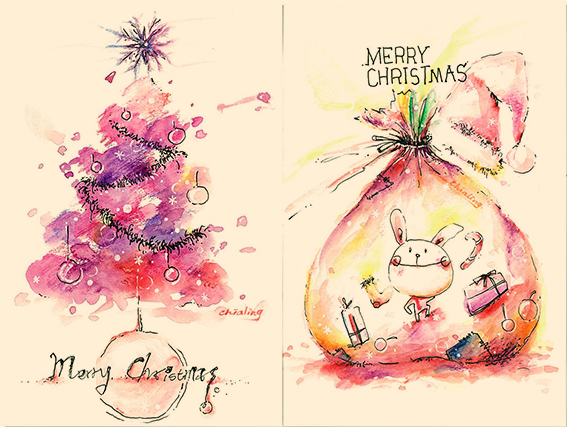 chialing
Merry Christmas
MERRY
CHRISTMAS
chialing